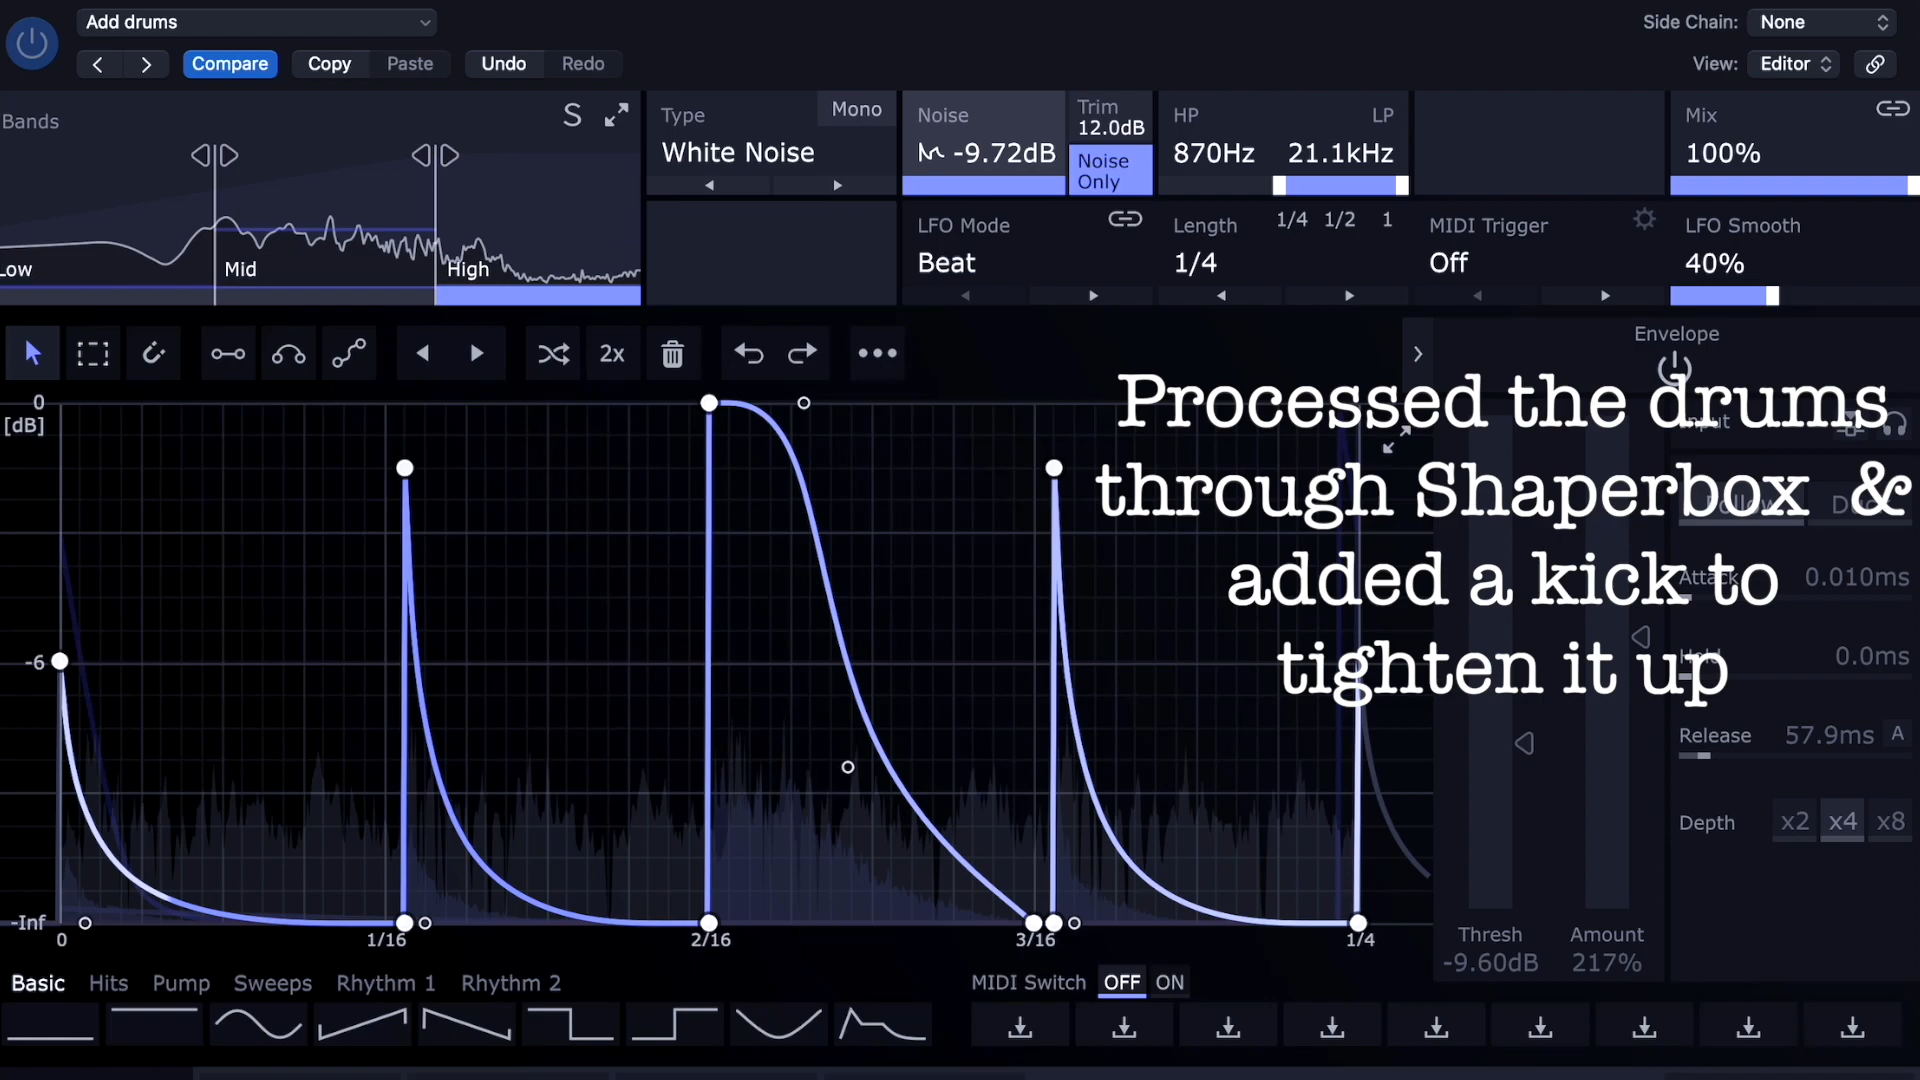 Add drums
Side Chain: None
Compare Copy Paste Undo Redo
View: Editor
Bands S
Type Mono
White Noise
Noise
-9.72dB
Trim
12.0dB
Noise
Only
HP LP
870Hz 21.1kHz
Mix
100%
Low Mid High
LFO Mode
Beat
Length 1/4 1/2 1
1/4
MIDI Trigger
Off
LFO Smooth
40%
2x
Envelope
0
[dB]
-6
-Inf
0 1/16 2/16 3/16 1/4
Processed the drums
through Shaperbox &
added a kick to
tighten it up
Input
Follow
Attack 0.010ms
Hold 0.0ms
Release 57.9ms A
Depth x2 x4 x8
Thresh Amount
-9.60dB 217%
Basic Hits Pump Sweeps Rhythm 1 Rhythm 2
MIDI Switch OFF ON